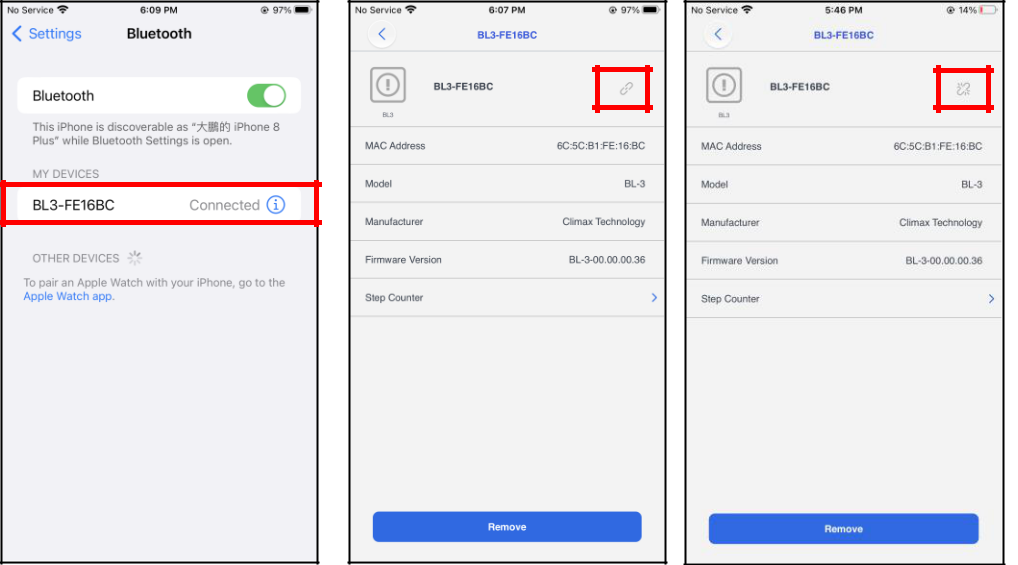 No Service 6:09 PM 97%
Settings Bluetooth
Bluetooth
This iPhone is discoverable as “大鵬的 iPhone 8
Plus” while Bluetooth Settings is open.
MY DEVICES
BL3-FE16BC Connected
OTHER DEVICES
To pair an Apple Watch with your iPhone, go to the
Apple Watch app.
No Service 6:07 PM 97%
BL3-FE16BC
BL3-FE16BC
BL3
MAC Address 6C:5C:B1:FE:16:BC
Model BL-3
Manufacturer Climax Technology
Firmware Version BL-3-00.00.00.36
Step Counter
Remove
No Service 5:46 PM 14%
BL3-FE16BC
BL3-FE16BC
BL3
MAC Address 6C:5C:B1:FE:16:BC
Model BL-3
Manufacturer Climax Technology
Firmware Version BL-3-00.00.00.36
Step Counter
Remove